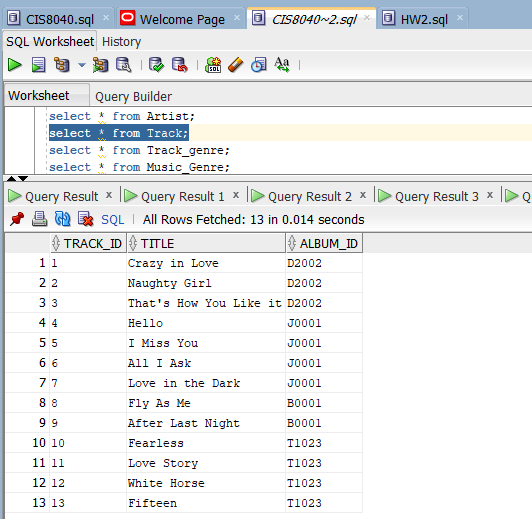 CIS8040.sql Welcome Page CIS8040~2.sql HW2.sql
SQL Worksheet History
Worksheet Query Builder
select * from Artist;
select * from Track;
select * from Track_genre;
select * from Music_Genre;
Query Result x Query Result 1 x Query Result 2 x Query Result 3 x
SQL | All Rows Fetched: 13 in 0.014 seconds
TRACK_ID TITLE ALBUM_ID
1 1 Crazy in Love D2002
2 2 Naughty Girl D2002
3 3 That's How You Like it D2002
4 4 Hello J0001
5 5 I Miss You J0001
6 6 All I Ask J0001
7 7 Love in the Dark J0001
8 8 Fly As Me B0001
9 9 After Last Night B0001
10 10 Fearless T1023
11 11 Love Story T1023
12 12 White Horse T1023
13 13 Fifteen T1023